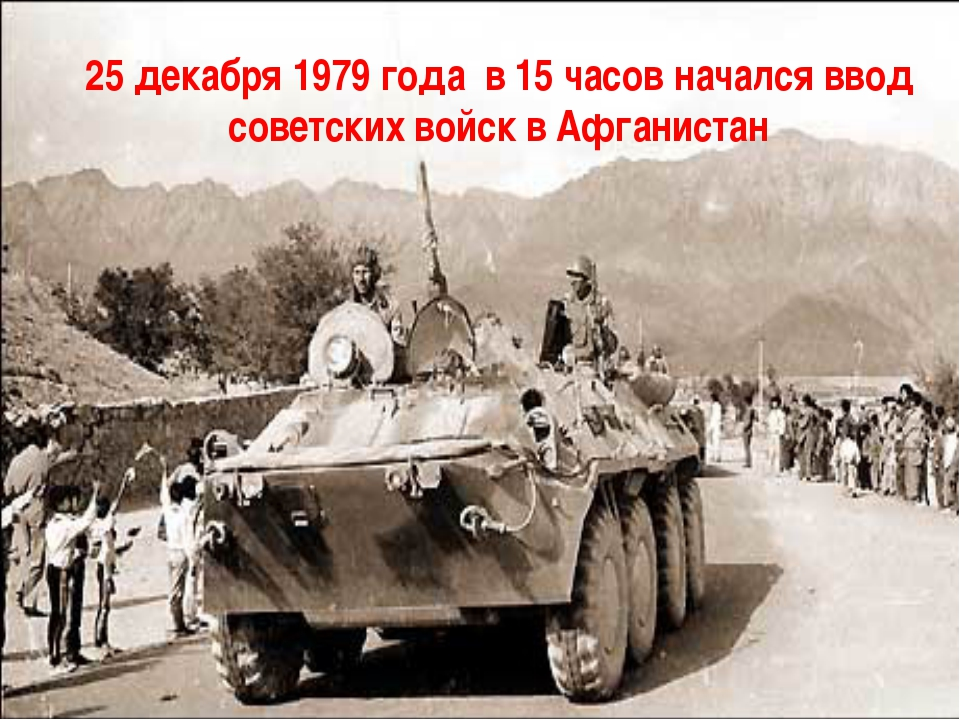 25 декабря 1979 года  в 15 часов начался ввод
советских войск в Афганистан